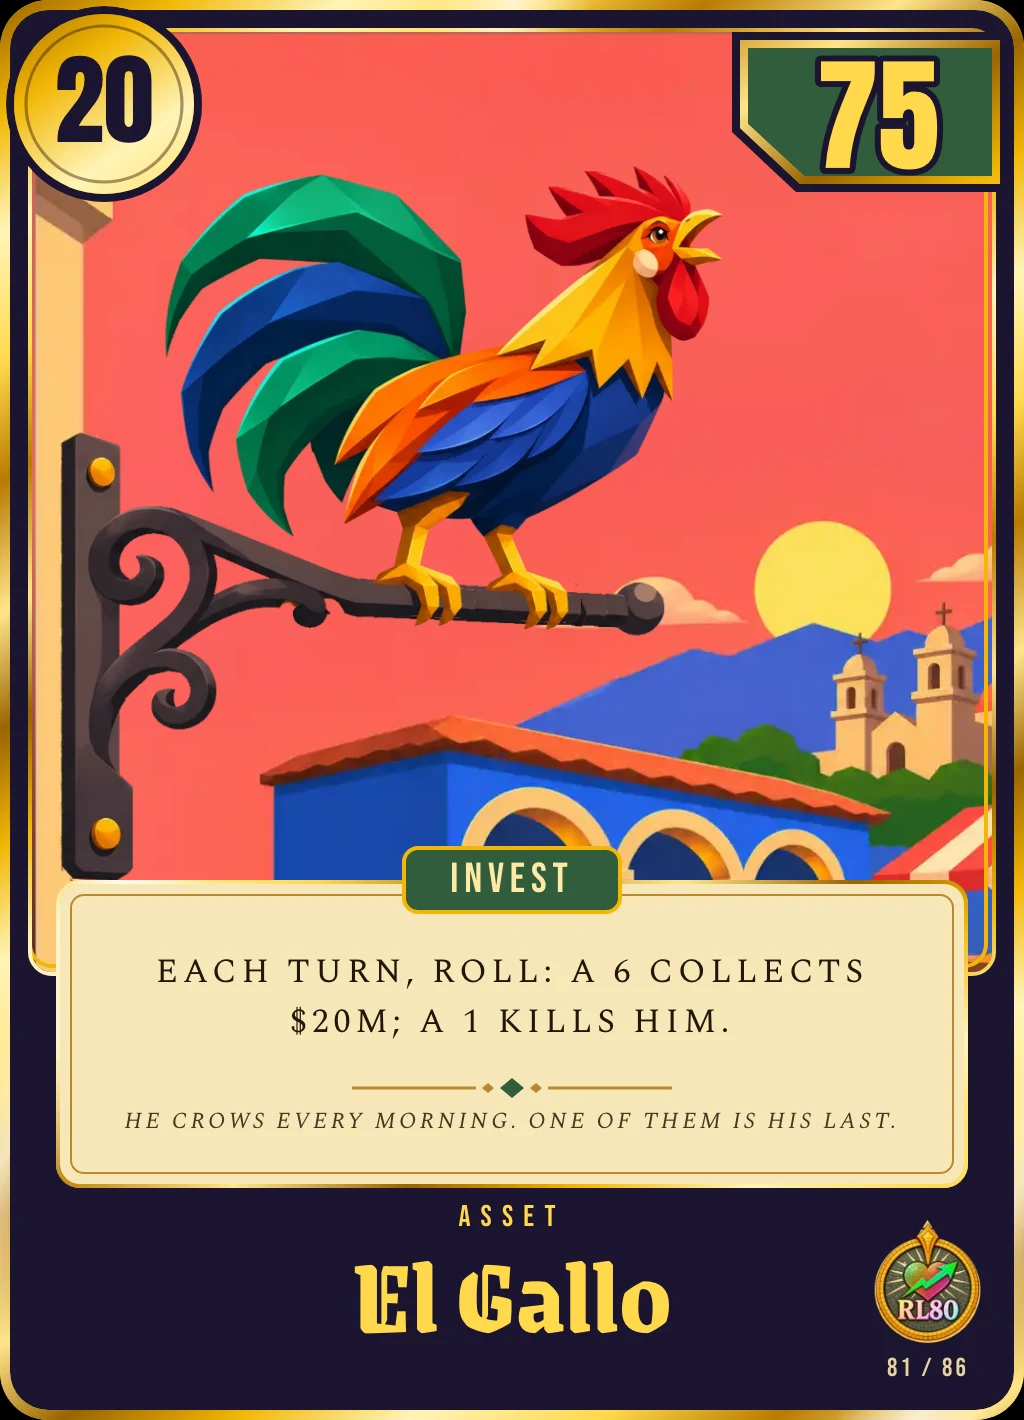 20
75
INVEST
EACH TURN, ROLL: A 6 COLLECTS
$20M; A 1 KILLS HIM.
HE CROWS EVERY MORNING. ONE OF THEM IS HIS LAST.
ASSET
El Gallo
RL80
81 / 86